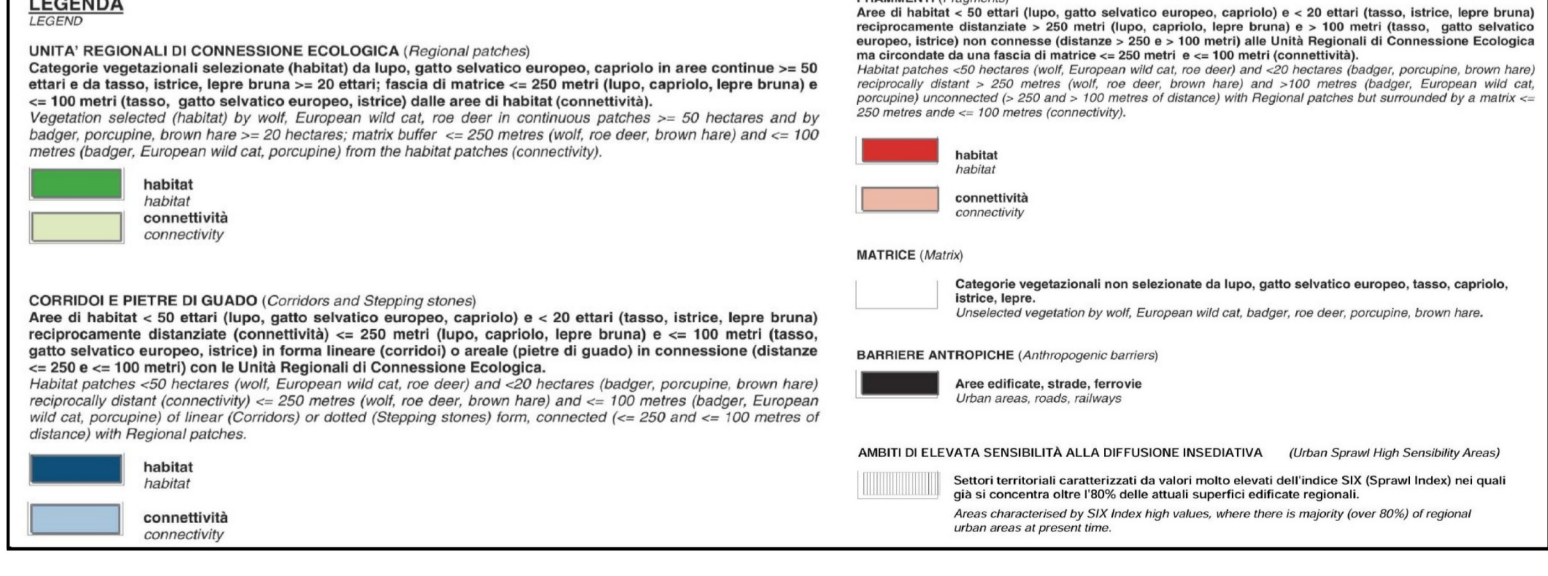 LEGENDA
LEGEND
UNITA' REGIONALI DI CONNESSIONE ECOLOGICA (Regional patches)
Categorie vegetazionali selezionate (habitat) da lupo, gatto selvatico europeo, capriolo in aree continue >= 50
ettari e da tasso, istrice, lepre bruna >= 20 ettari; fascia di matrice <= 250 metri (lupo, capriolo, lepre bruna) e
<= 100 metri (tasso, gatto selvatico europeo, istrice) dalle aree di habitat (connettività).
Vegetation selected (habitat) by wolf, European wild cat, roe deer in continuous patches >= 50 hectares and by
badger, porcupine, brown hare >= 20 hectares; matrix buffer <= 250 metres (wolf, roe deer, brown hare) and <= 100
metres (badger, European wild cat, porcupine) from the habitat patches (connectivity).
habitat
habitat
connettività
connectivity
CORRIDOI E PIETRE DI GUADO (Corridors and Stepping stones)
Aree di habitat < 50 ettari (lupo, gatto selvatico europeo, capriolo) e < 20 ettari (tasso, istrice, lepre bruna)
reciprocamente distanziate (connettività) <= 250 metri (lupo, capriolo, lepre bruna) e <= 100 metri (tasso,
gatto selvatico europeo, istrice) in forma lineare (corridoi) o areale (pietre di guado) in connessione (distanze
<= 250 e <= 100 metri) con le Unità Regionali di Connessione Ecologica.
Habitat patches <50 hectares (wolf, European wild cat, roe deer) and <20 hectares (badger, porcupine, brown hare)
reciprocally distant (connectivity) <= 250 metres (wolf, roe deer, brown hare) and <= 100 metres (badger, European
wild cat, porcupine) of linear (Corridors) or dotted (Stepping stones) form, connected (<= 250 and <= 100 metres of
distance) with Regional patches.
habitat
habitat
connettività
connectivity
FRAMMENTI (Fragments)
Aree di habitat < 50 ettari (lupo, gatto selvatico europeo, capriolo) e < 20 ettari (tasso, istrice, lepre bruna)
reciprocamente distanziate > 250 metri (lupo, capriolo, lepre bruna) e > 100 metri (tasso, gatto selvatico
europeo, istrice) non connesse (distanze > 250 e > 100 metri) alle Unità Regionali di Connessione Ecologica
ma circondate da una fascia di matrice <= 250 metri e <= 100 metri (connettività).
Habitat patches <50 hectares (wolf, European wild cat, roe deer) and <20 hectares (badger, porcupine, brown hare)
reciprocally distant > 250 metres (wolf, roe deer, brown hare) and >100 metres (badger, European wild cat,
porcupine) unconnected (> 250 and > 100 metres of distance) with Regional patches but surrounded by a matrix <=
250 metres ande <= 100 metres (connectivity).
habitat
habitat
connettività
connectivity
MATRICE (Matrix)
Categorie vegetazionali non selezionate da lupo, gatto selvatico europeo, tasso, capriolo,
istrice, lepre.
Unselected vegetation by wolf, European wild cat, badger, roe deer, porcupine, brown hare.
BARRIERE ANTROPICHE (Anthropogenic barriers)
Aree edificate, strade, ferrovie
Urban areas, roads, railways
AMBITI DI ELEVATA SENSIBILITÀ ALLA DIFFUSIONE INSEDIATIVA (Urban Sprawl High Sensibility Areas)
Settori territoriali caratterizzati da valori molto elevati dell'indice SIX (Sprawl Index) nei quali
già si concentra oltre l'80% delle attuali superfici edificate regionali.
Areas characterised by SIX Index high values, where there is majority (over 80%) of regional
urban areas at present time.